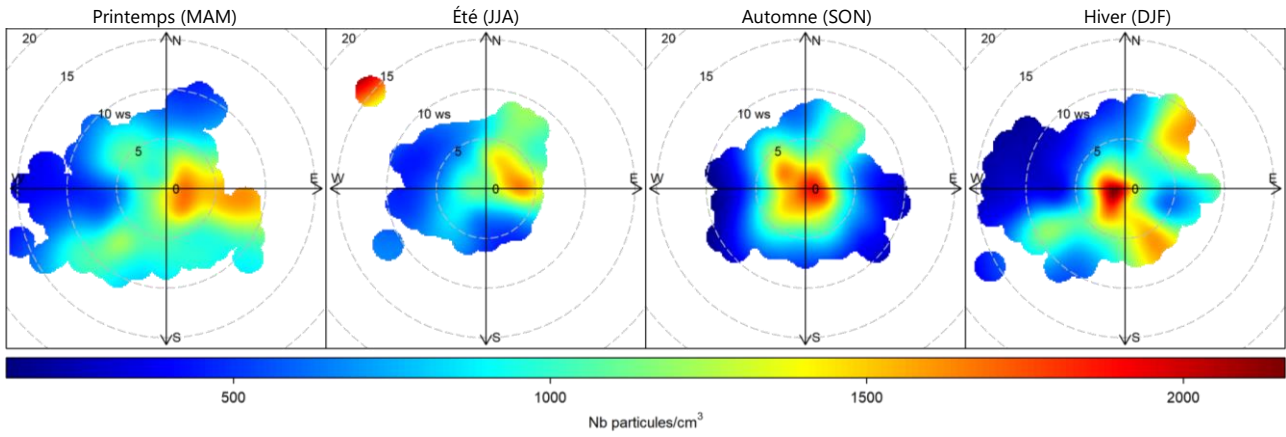 Printemps (MAM)
Été (JJA)
Automne (SON)
Hiver (DJF)
20
N
15
10 ws
5
W
0
E
S
20
N
15
10 ws
5
W
0
E
S
20
N
15
10 ws
5
W
0
E
S
20
N
15
10 ws
5
W
0
E
S
500
1000
1500
2000
Nb particules/cm³